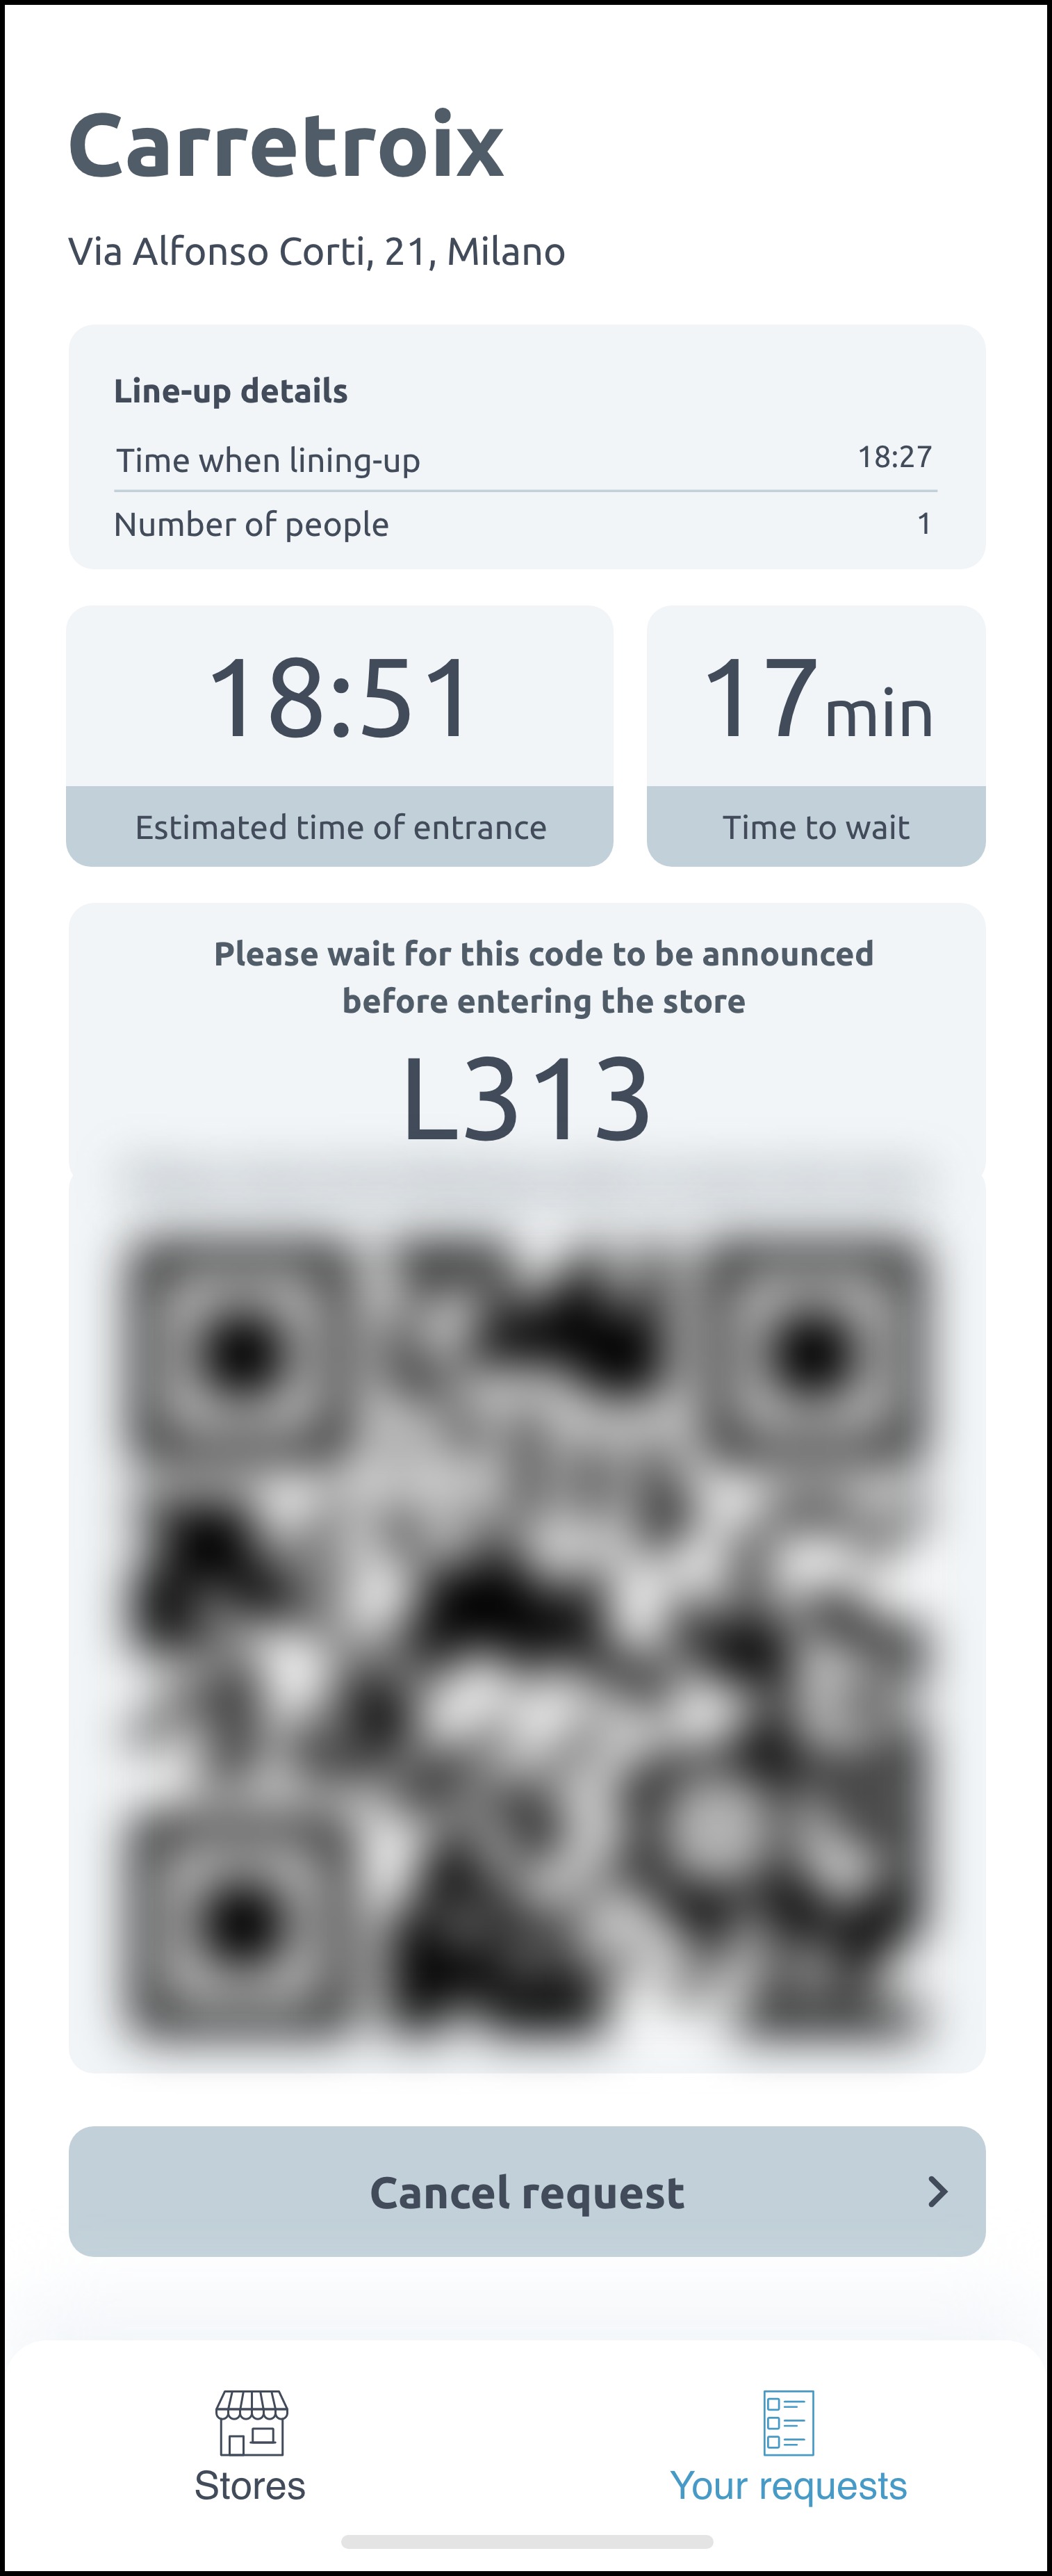 Carretroix
Via Alfonso Corti, 21, Milano
Line-up details
Time when lining-up 18:27
Number of people 1
18:51
Estimated time of entrance
17min
Time to wait
Please wait for this code to be announced
before entering the store
L313
Cancel request
Stores
Your requests